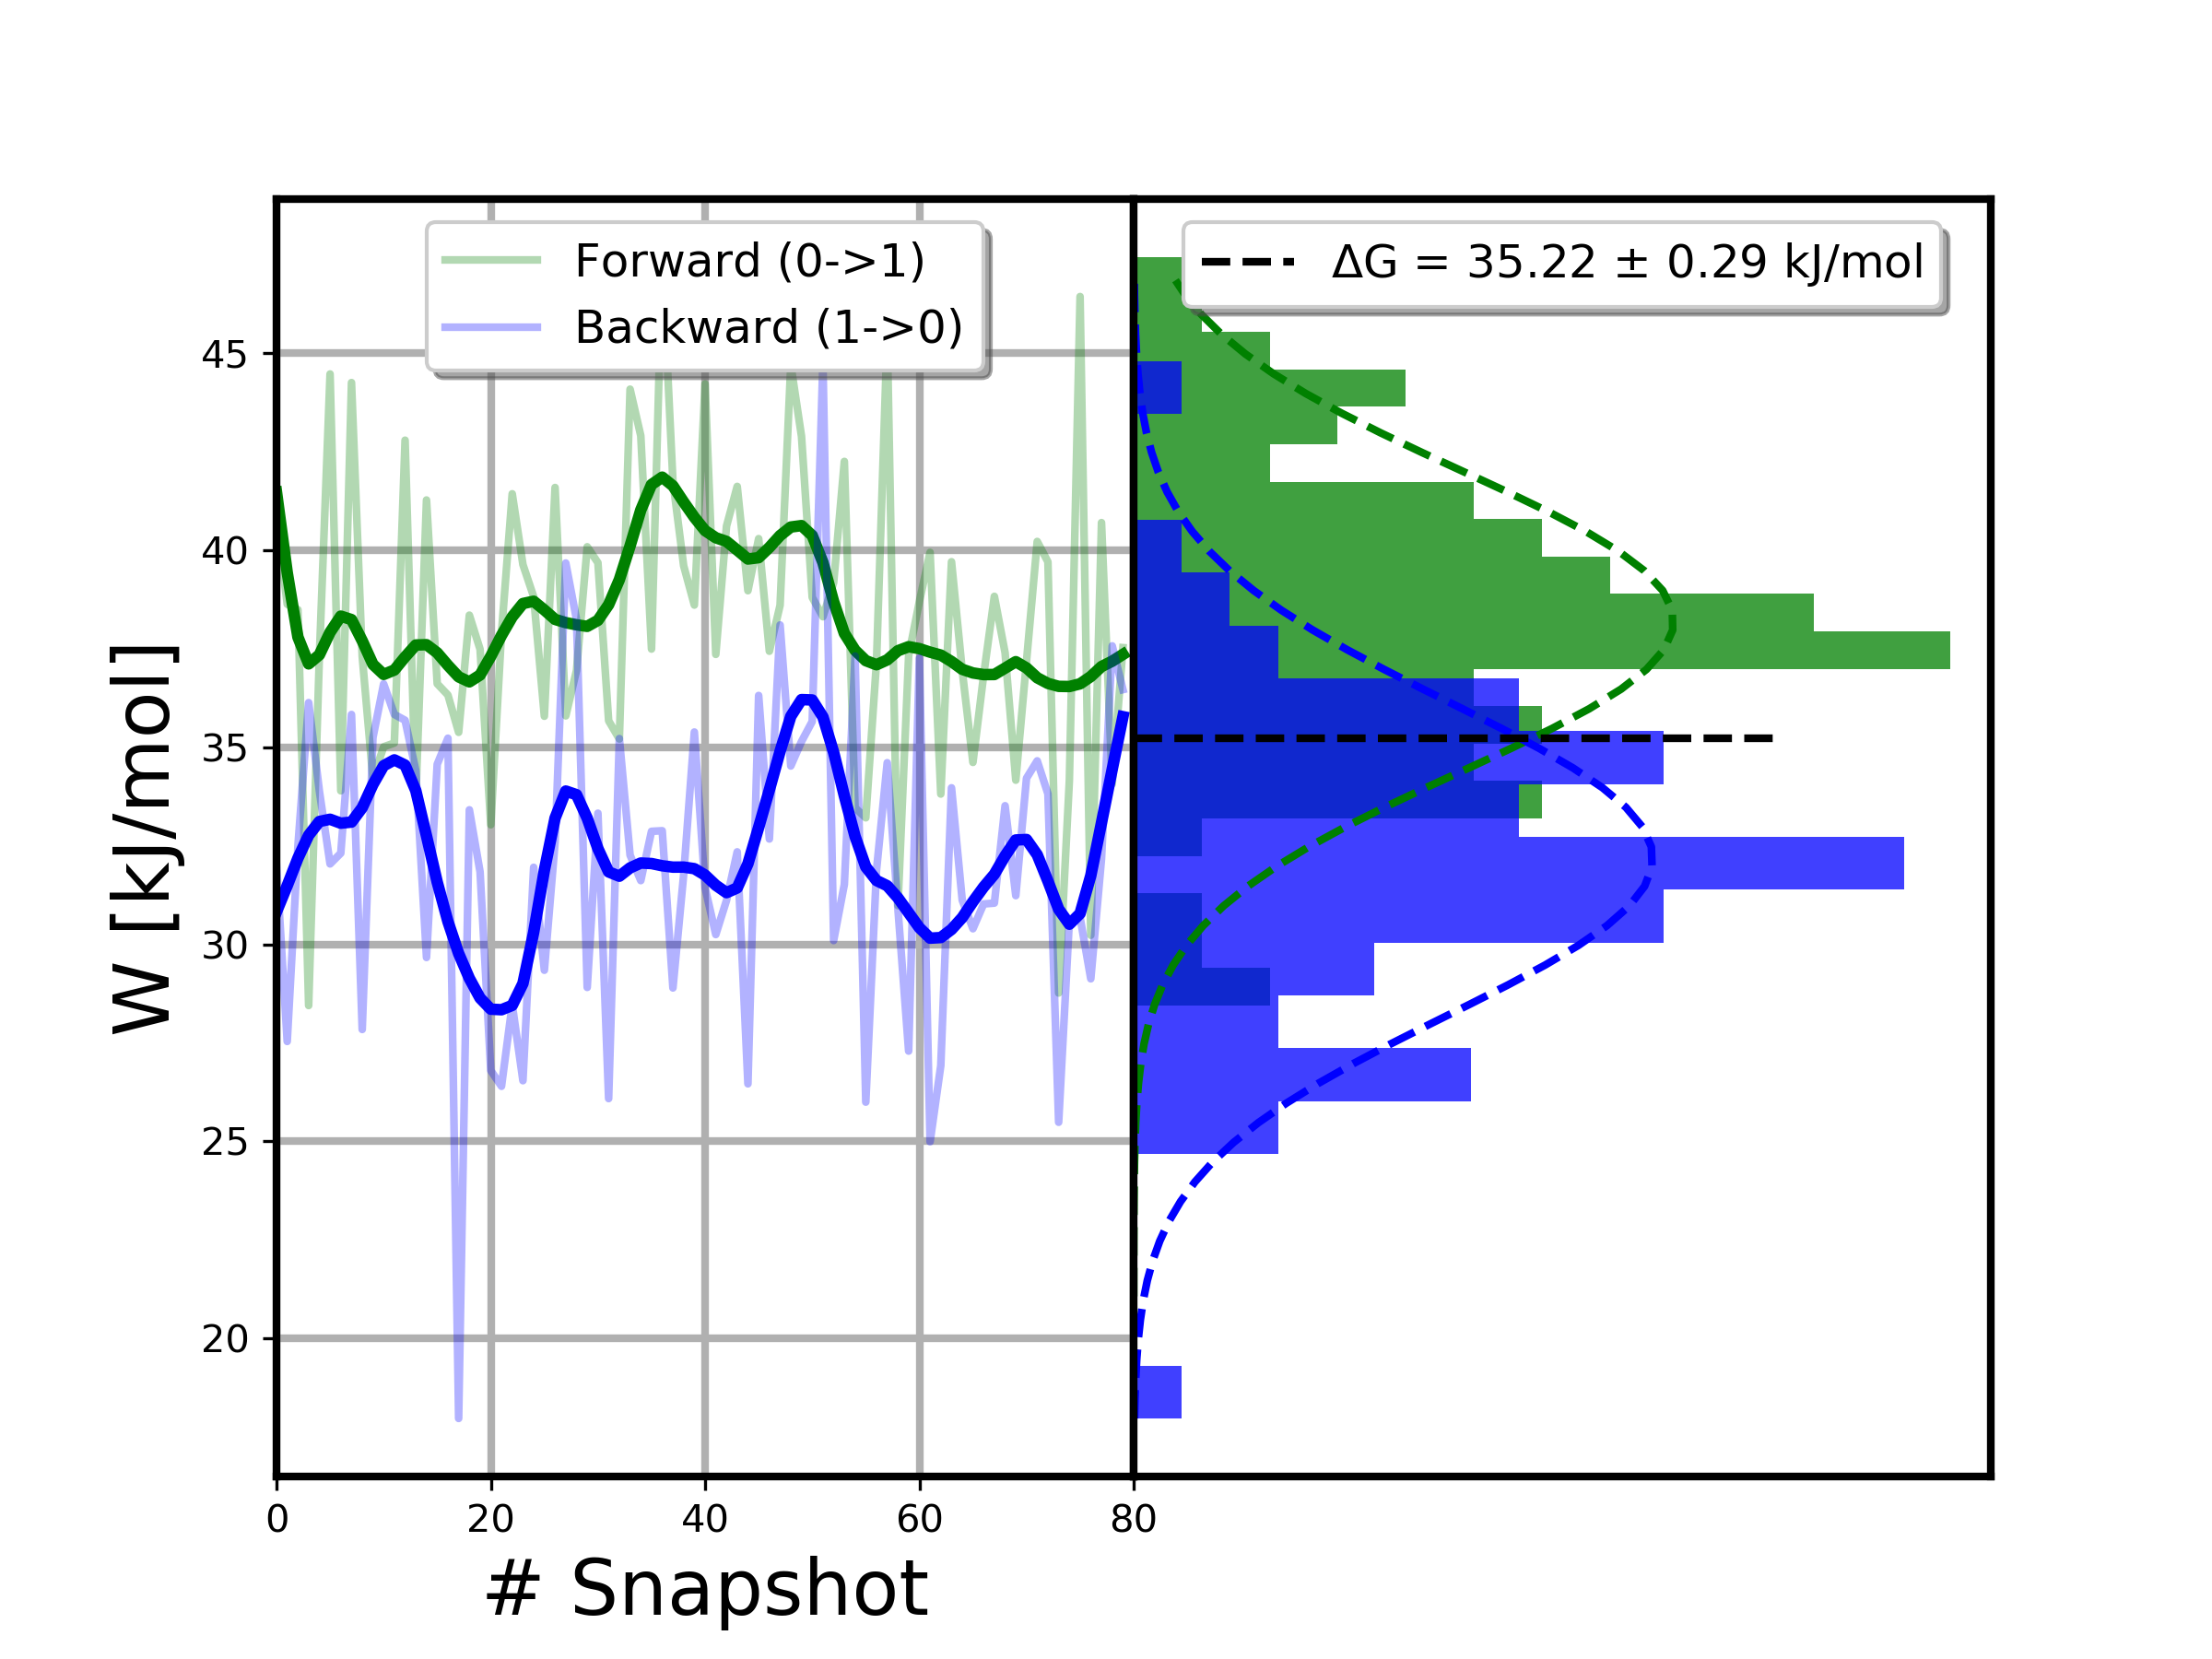 Forward (0->1)
Backward (1->0)
ΔG = 35.22 ± 0.29 kJ/mol
W [kJ/mol]
45
40
35
30
25
20
0 20 40 60 80
# Snapshot